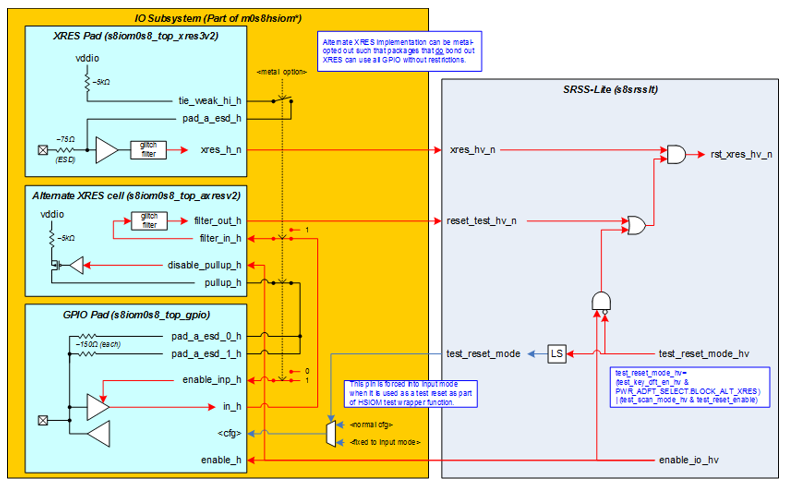 IO Subsystem (Part of m0s8hsiom*)
XRES Pad (s8iom0s8_top_xres3v2)
vddio
~5kΩ
tie_weak_hi_h
pad_a_esd_h
~75Ω
(ESD)
glitch
filter
xres_h_n
<metal option>
Alternate XRES implementation can be metal-
opted out such that packages that do bond out
XRES can use all GPIO without restrictions.
Alternate XRES cell (s8iom0s8_top_axresv2)
vddio
~5kΩ
glitch
filter
filter_out_h
filter_in_h
1
disable_pullup_h
pullup_h
GPIO Pad (s8iom0s8_top_gpio)
pad_a_esd_0_h
~150Ω (each)
pad_a_esd_1_h
0
enable_inp_h
1
in_h
<cfg>
enable_h
This pin is forced into input mode
when it is used as a test reset as part
of HSIOM test wrapper function.
<normal cfg>
<fixed to input mode>
SRSS-Lite (s8srsslt)
xres_hv_n
rst_xres_hv_n
reset_test_hv_n
test_reset_mode
LS
test_reset_mode_hv
test_reset_mode_hv=
(test_key_dft_en_hv &
PWR_ADFT_SELECT.BLOCK_ALT_XRES)
| (test_scan_mode_hv & test_reset_enable)
enable_io_hv